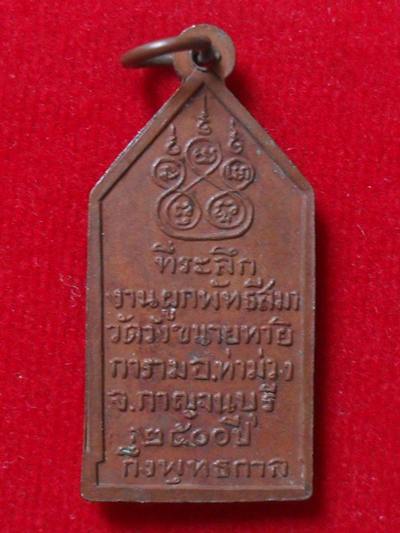 ที่ระลึก
งานผูกพัทธสีมา
วัดวังขนายทายิ
การาม อ.ท่าม่วง
จ.กาญจนบุรี
๒๕๐๐ปี
กึ่งพุทธกาล